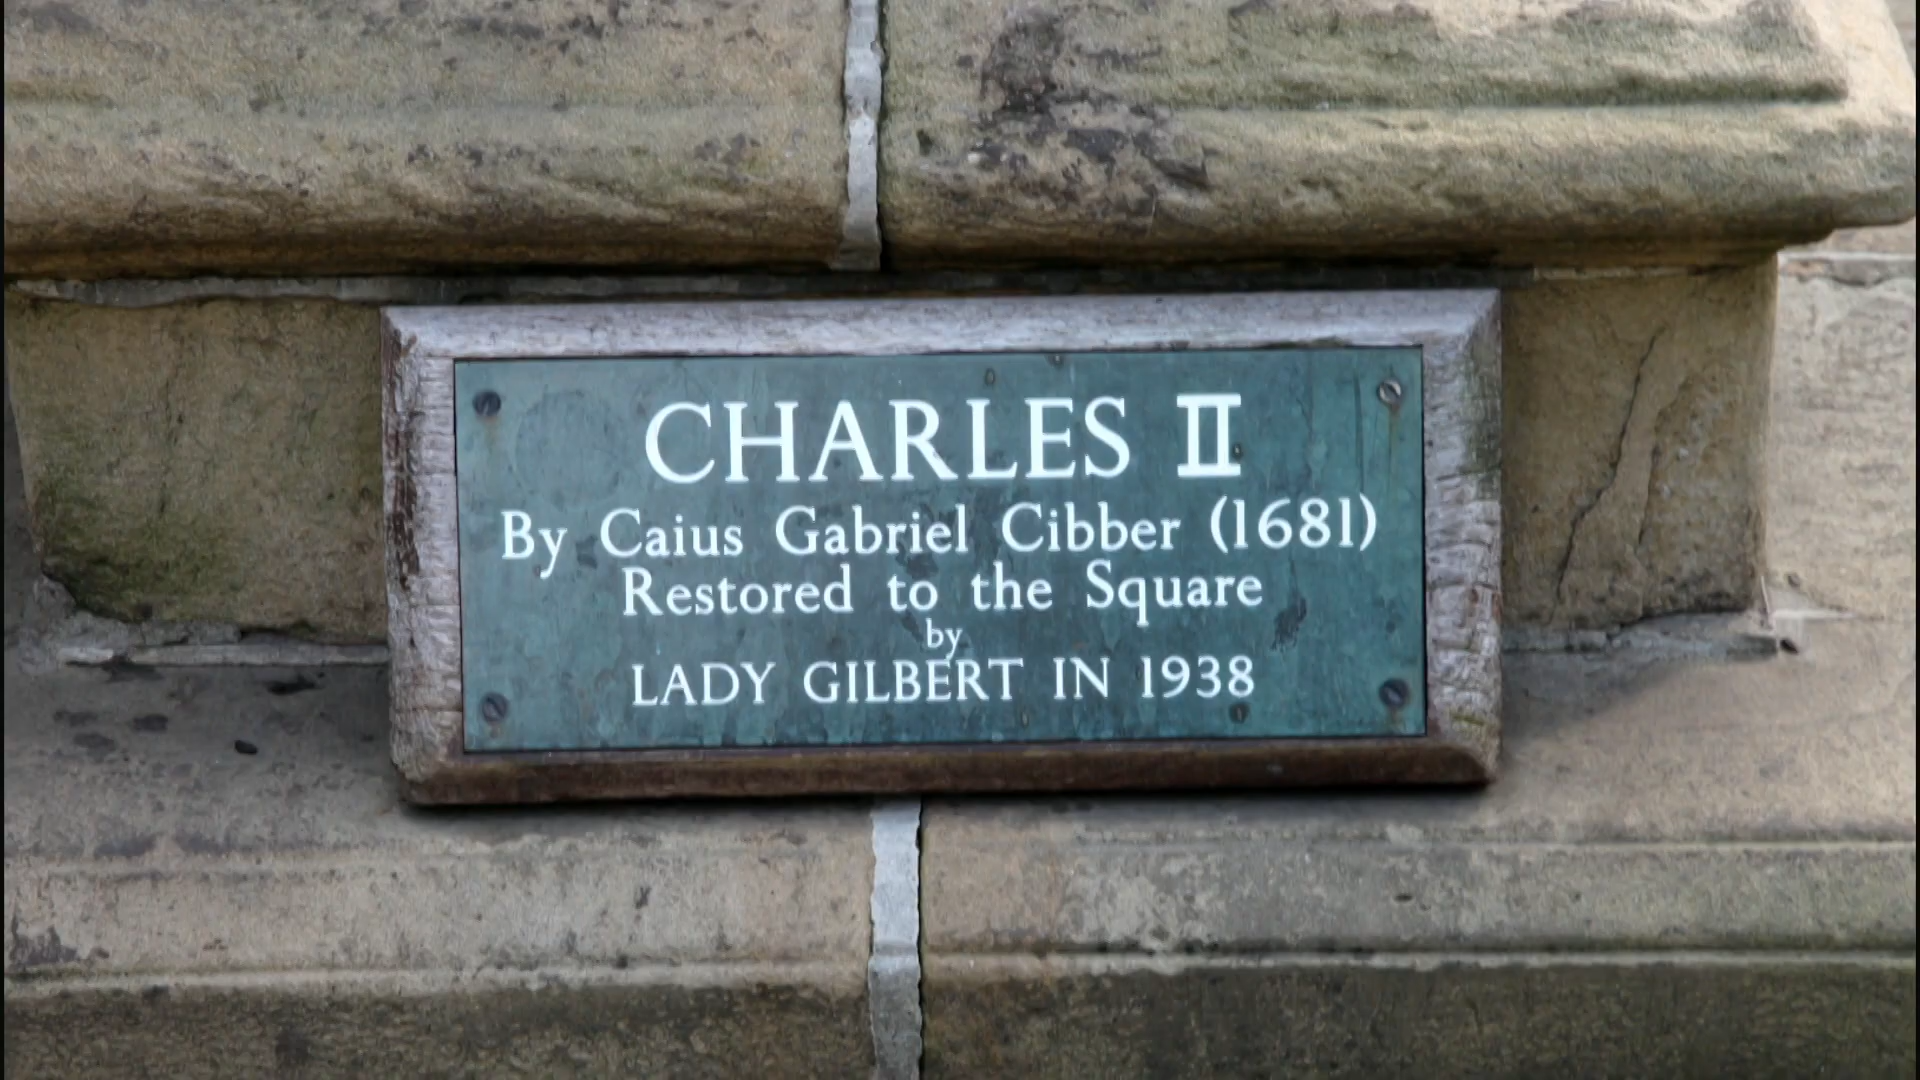 CHARLES II
By Caius Gabriel Cibber (1681)
Restored to the Square
by
LADY GILBERT IN 1938